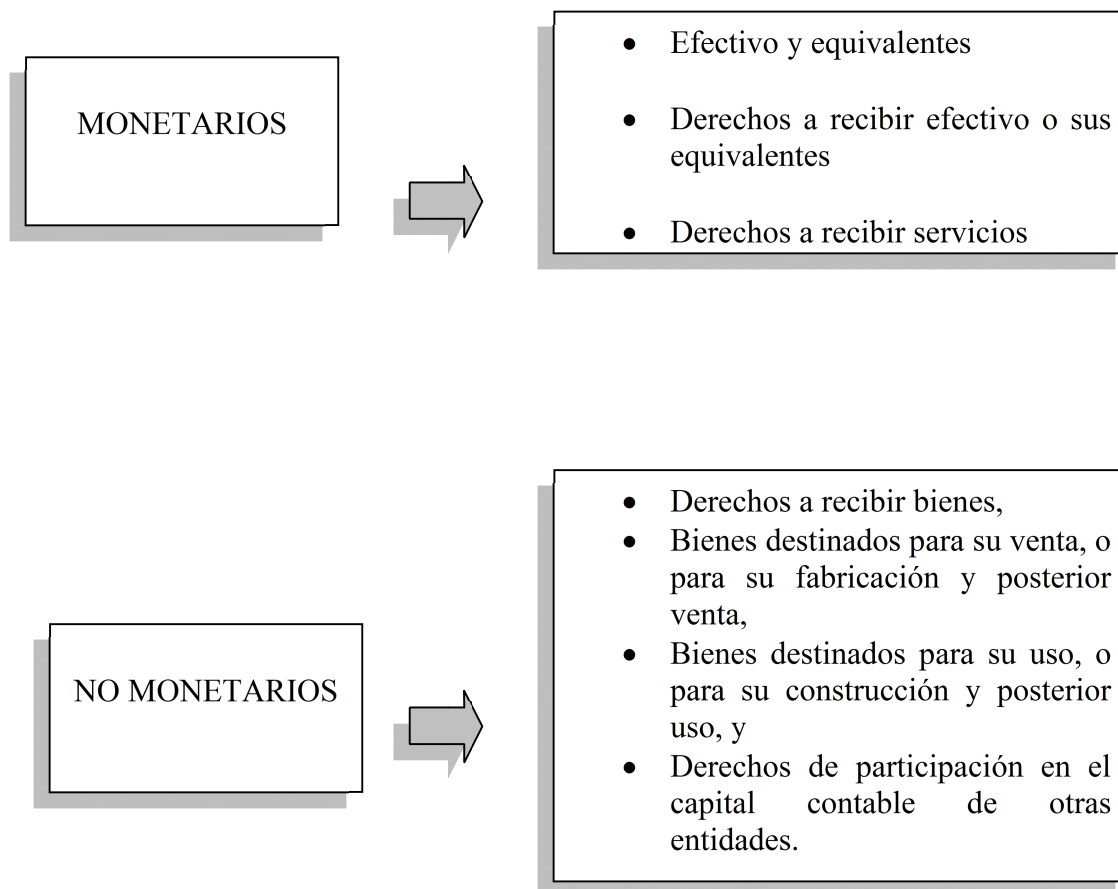 MONETARIOS
• Efectivo y equivalentes
• Derechos a recibir efectivo o sus
equivalentes
• Derechos a recibir servicios
NO MONETARIOS
• Derechos a recibir bienes,
• Bienes destinados para su venta, o
para su fabricación y posterior
venta,
• Bienes destinados para su uso, o
para su construcción y posterior
uso, y
• Derechos de participación en el
capital contable de otras
entidades.